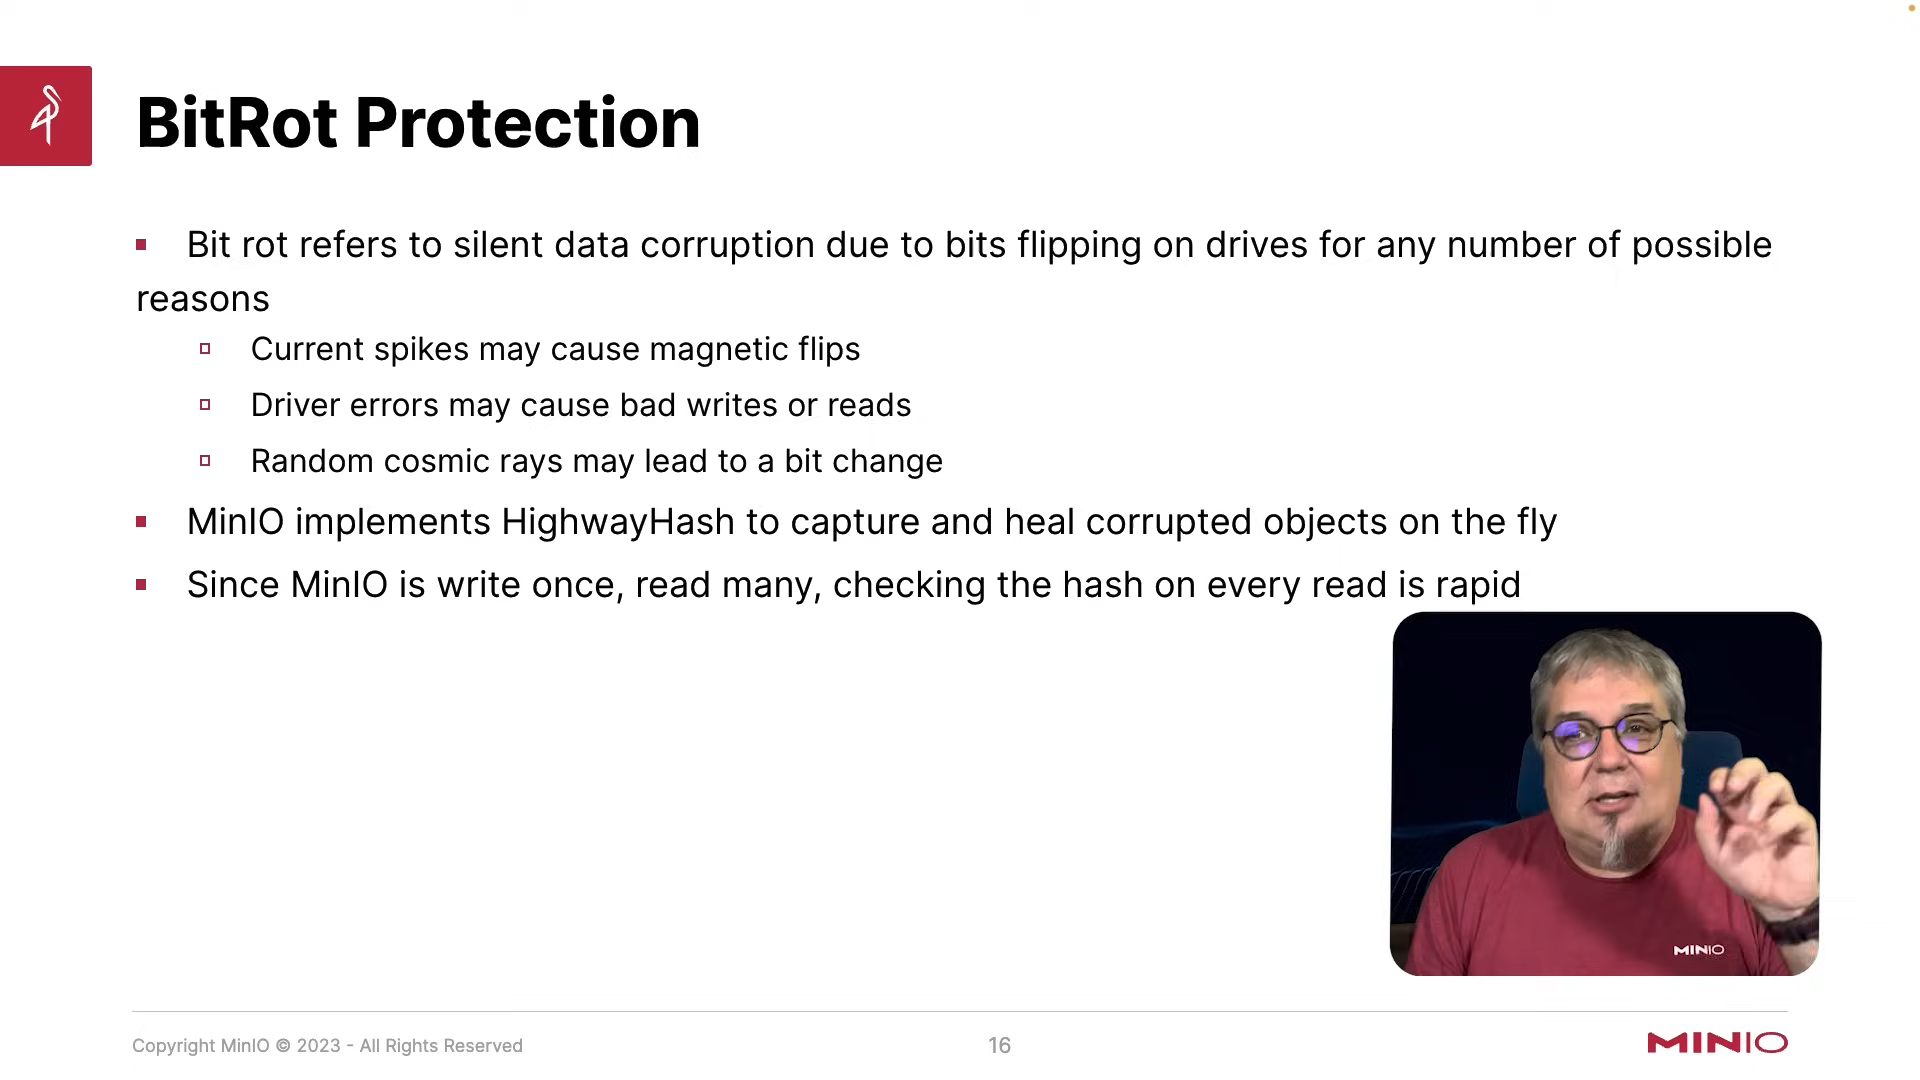 BitRot Protection
Bit rot refers to silent data corruption due to bits flipping on drives for any number of possible
reasons
Current spikes may cause magnetic flips
Driver errors may cause bad writes or reads
Random cosmic rays may lead to a bit change
MinIO implements HighwayHash to capture and heal corrupted objects on the fly
Since MinIO is write once, read many, checking the hash on every read is rapid
MINIO
Copyright MinIO © 2023 - All Rights Reserved
16
MINIO